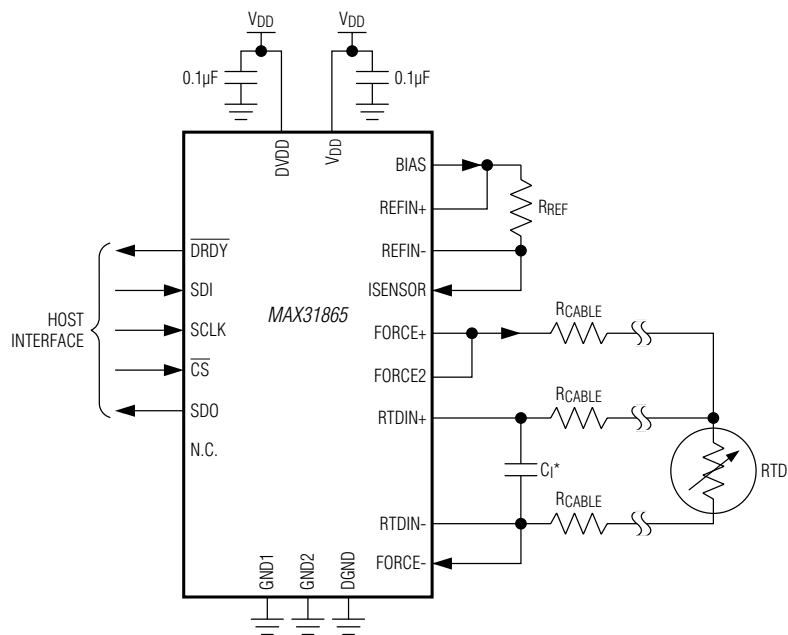 VDD
VDD
0.1µF
0.1µF
DVDD
VDD
BIAS
REFIN+
RREF
REFIN-
ISENSOR
DRDY
SDI
SCLK
CS
SDO
N.C.
HOST
INTERFACE
MAX31865
FORCE+
RCABLE
FORCE2
RTDIN+
RCABLE
CI*
RTD
RTDIN-
RCABLE
FORCE-
GND1
GND2
DGND